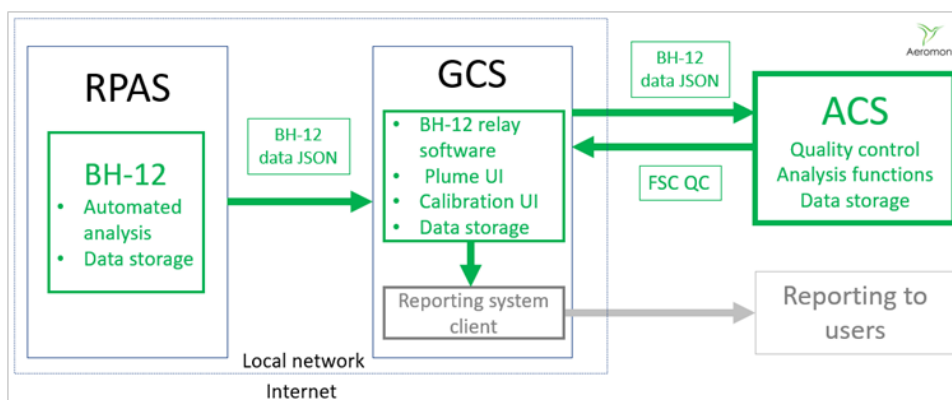 Aeromon
RPAS
BH-12
• Automated
analysis
• Data storage
BH-12
data JSON
GCS
• BH-12 relay
software
• Plume UI
• Calibration UI
• Data storage
Reporting system
client
BH-12
data JSON
FSC QC
ACS
Quality control
Analysis functions
Data storage
Reporting to
users
Local network
Internet